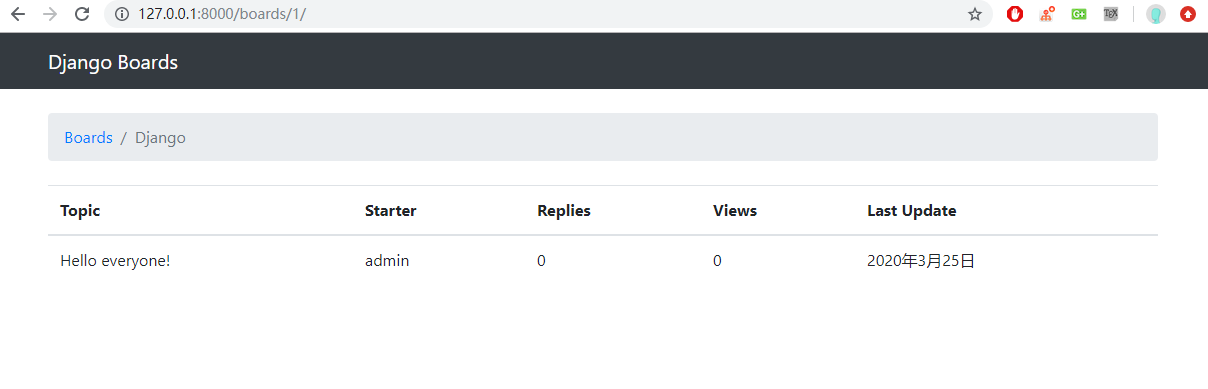 127.0.0.1:8000/boards/1/
Django Boards
Boards / Django
Topic Starter Replies Views Last Update
Hello everyone! admin 0 0 2020年3月25日